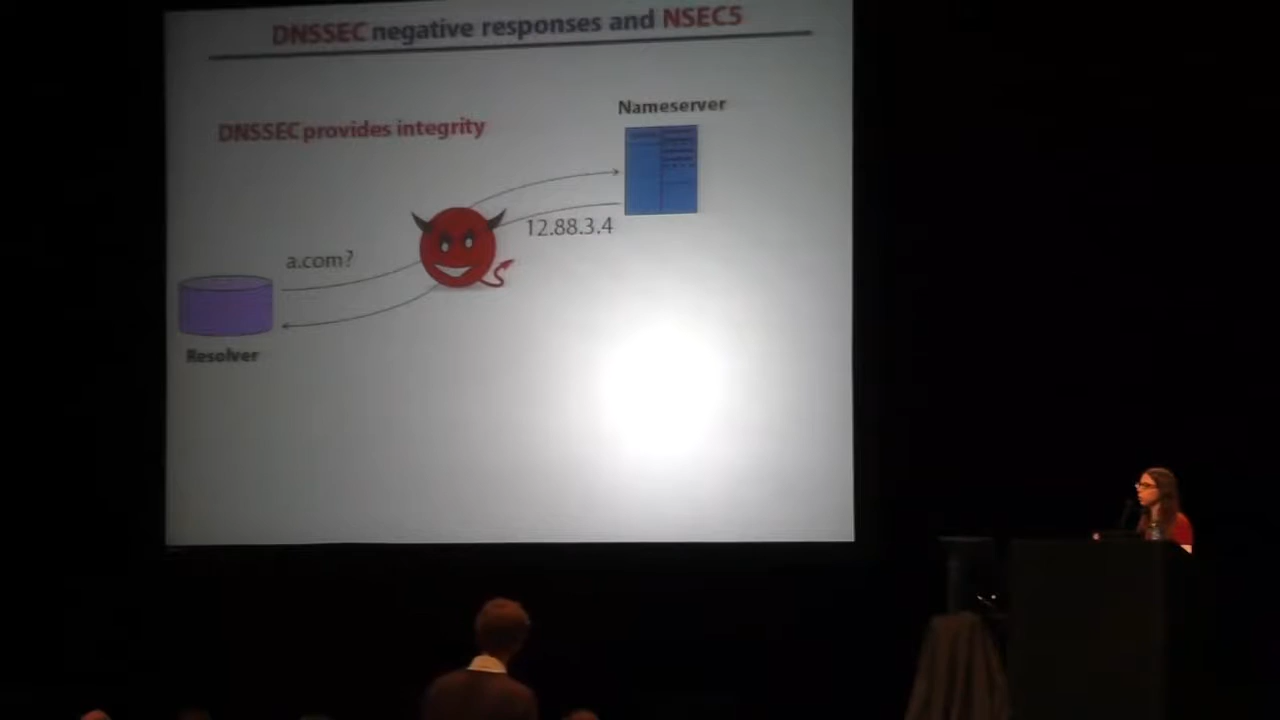 DNSSEC negative responses and NSEC5
DNSSEC provides integrity
Nameserver
12.88.3.4
a.com?
Resolver